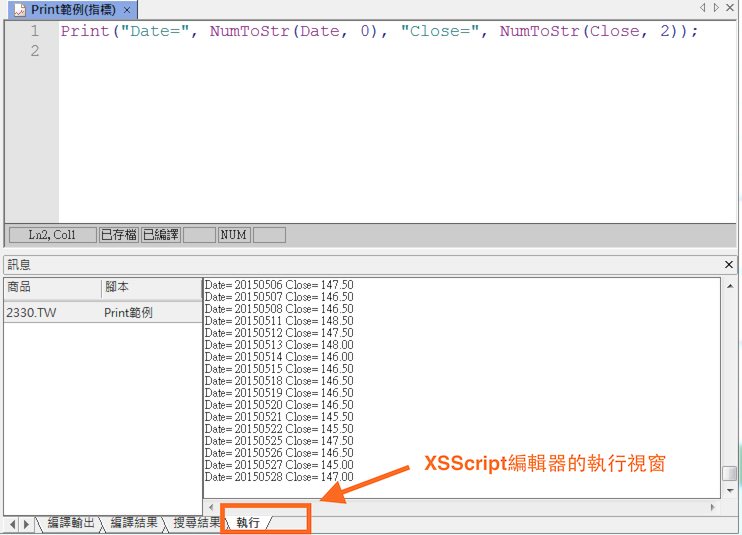 Print範例(指標) ×
1 Print("Date=", NumToStr(Date, 0), "Close=", NumToStr(Close, 2));
2
Ln2, Col1 已存檔 已編譯 NUM
訊息
商品 腳本
2330.TW Print範例
Date= 20150506 Close= 147.50
Date= 20150507 Close= 146.50
Date= 20150508 Close= 146.50
Date= 20150511 Close= 148.50
Date= 20150512 Close= 147.50
Date= 20150513 Close= 148.00
Date= 20150514 Close= 146.00
Date= 20150515 Close= 146.50
Date= 20150518 Close= 146.50
Date= 20150519 Close= 146.50
Date= 20150520 Close= 146.50
Date= 20150521 Close= 145.50
Date= 20150522 Close= 145.50
Date= 20150525 Close= 147.50
Date= 20150526 Close= 146.50
Date= 20150527 Close= 145.00
Date= 20150528 Close= 147.00
XSScript編輯器的執行視窗
編譯輸出 編譯結果 搜尋結果 執行